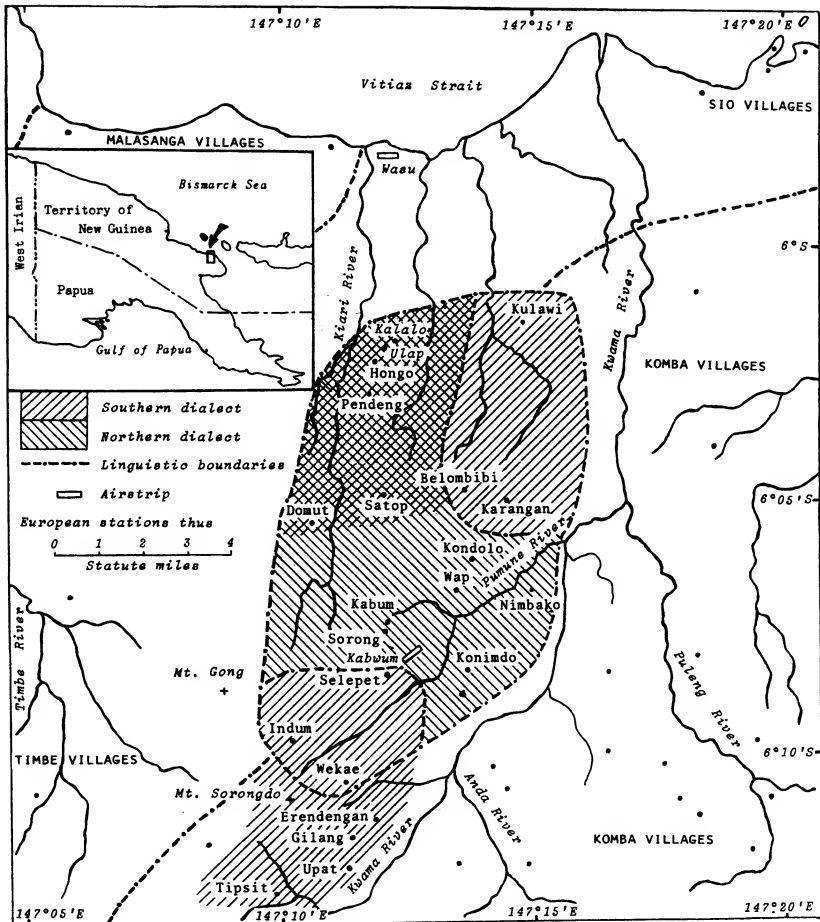 147°10'E
147°15'E
147°20'E
Vitiaz Strait
SIO VILLAGES
MALASANGA VILLAGES
Wasu
Bismarck Sea
West Irian
Territory of
New Guinea
Papua
Gulf of Papua
6°S
Kiari River
Kwama River
KOMBA VILLAGES
Kulawi
Kalalo
Ulap
Hongo
Pendeng
Southern dialect
Northern dialect
Linguistic boundaries
Airstrip
European stations thus
0 1 2 3 4
Statute miles
Belombibi
Domut
Satop
Karangan
6°05'S
Kondolo
Pumune River
Wap
Nimbako
Kabum
Sorong
Kabwum
Konimdo
Selepet
Timbe River
Mt. Gong
Puleng River
Indum
6°10'S
TIMBE VILLAGES
Wekae
Mt. Sorongdo
Erendengan
Gilang
Anda River
Kwama River
KOMBA VILLAGES
Upat
Tipsit
147°05'E
147°10'E
147°15'E
147°20'E